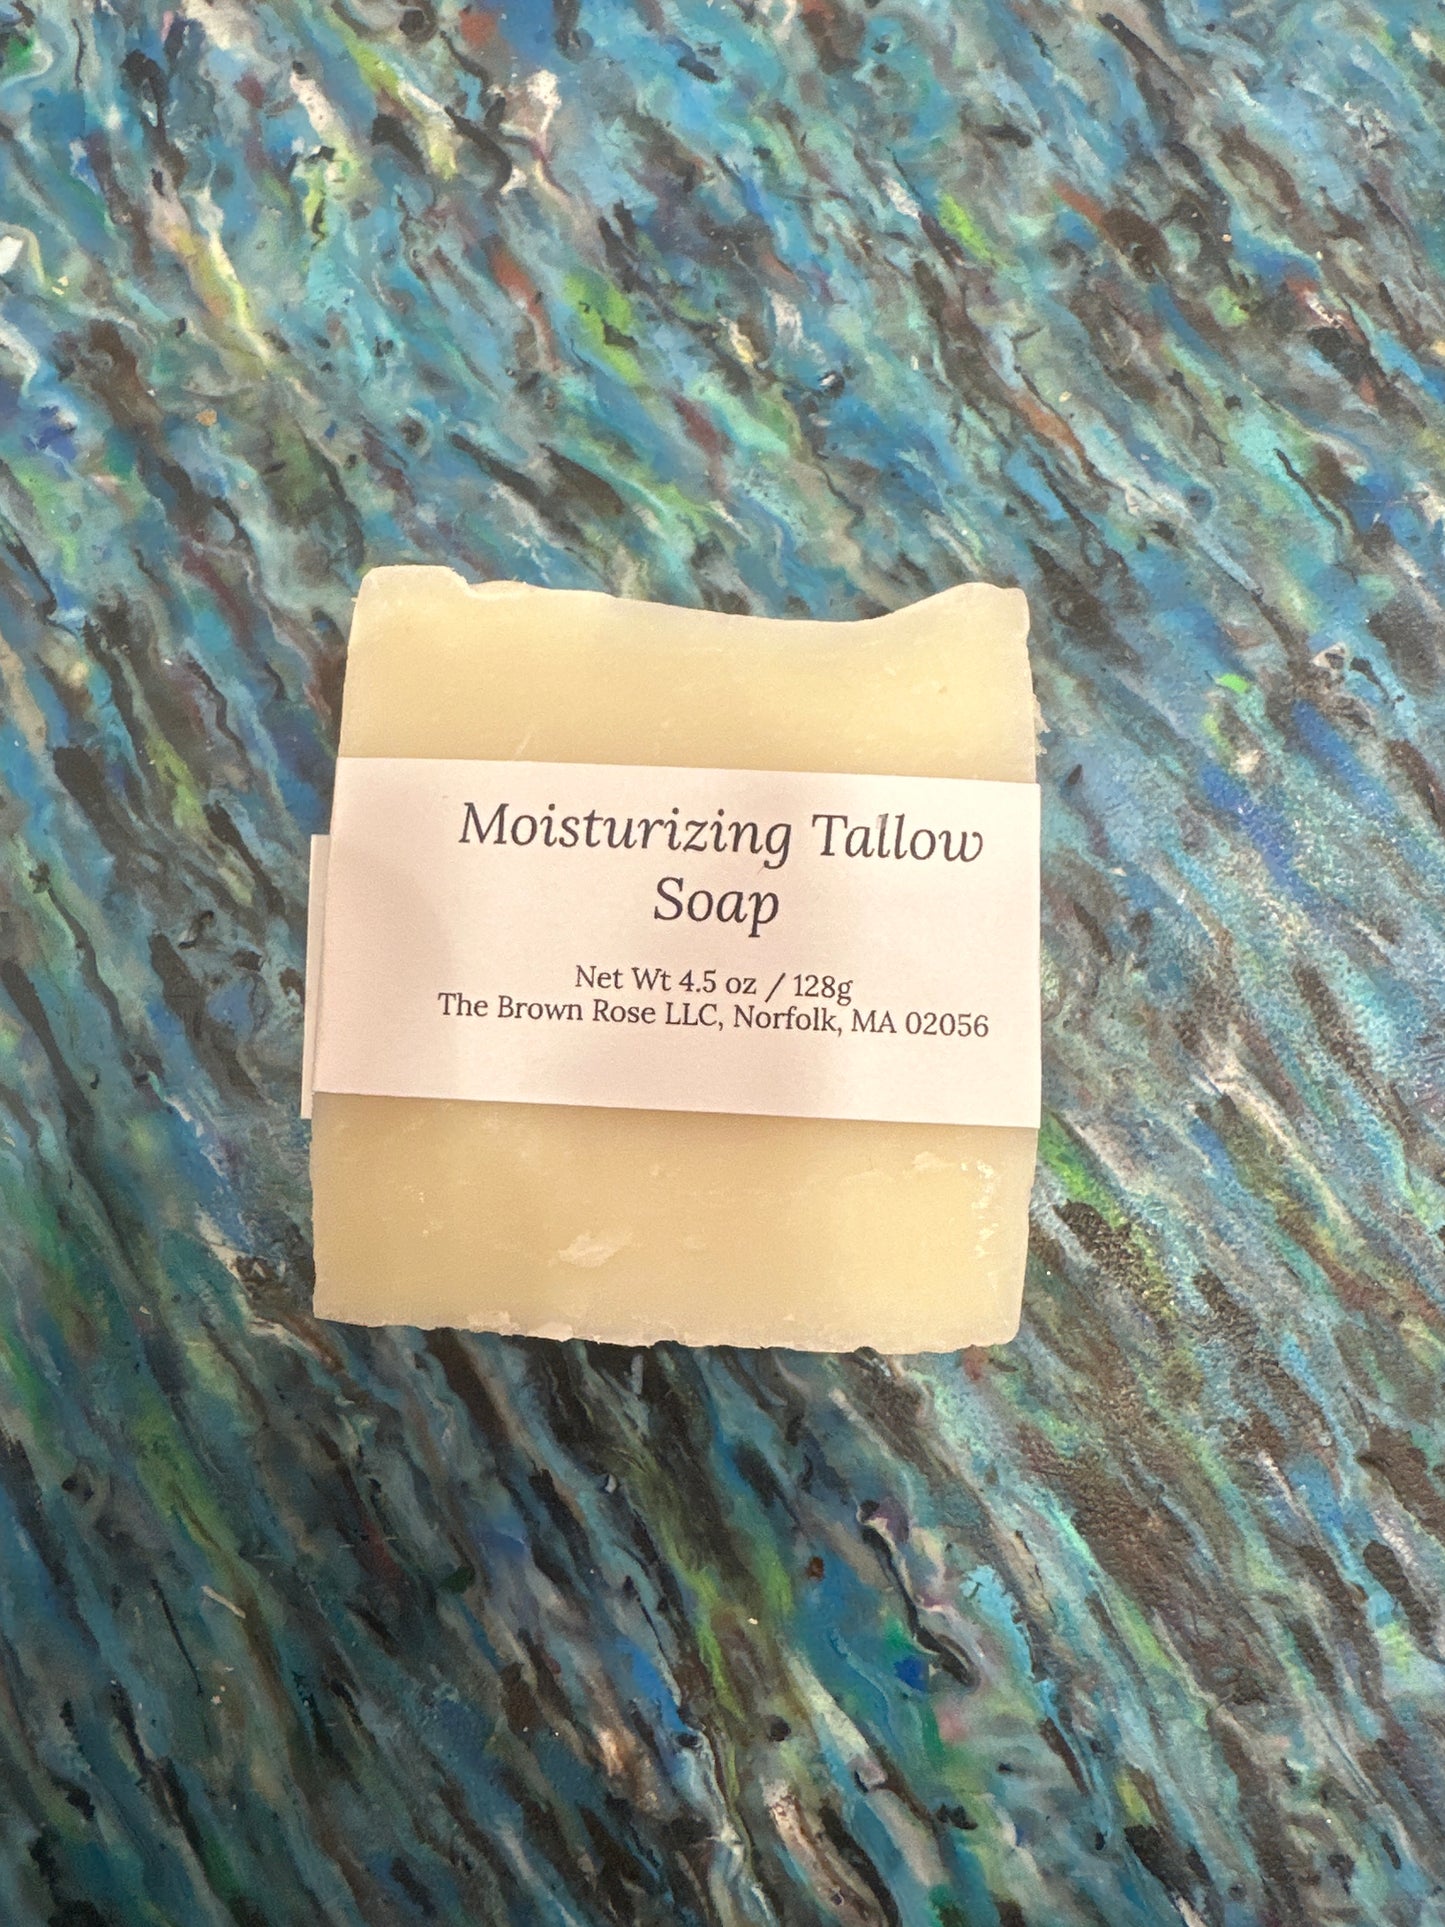 Moisturizing Tallow
Soap
Net Wt 4.5 oz / 128g
The Brown Rose LLC, Norfolk, MA 02056